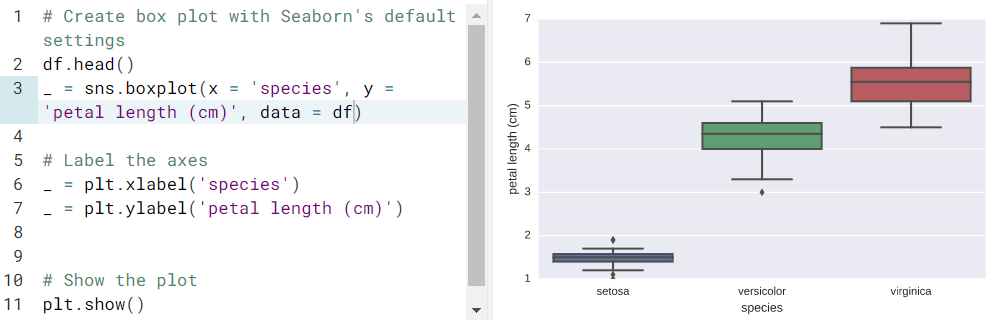 1 # Create box plot with Seaborn's default
settings
2 df.head()
3 _ = sns.boxplot(x = 'species', y =
'petal length (cm)', data = df)
4
5 # Label the axes
6 _ = plt.xlabel('species')
7 _ = plt.ylabel('petal length (cm)')
8
9
10 # Show the plot
11 plt.show()
7
6
5
4
3
2
1
petal length (cm)
setosa versicolor virginica
species